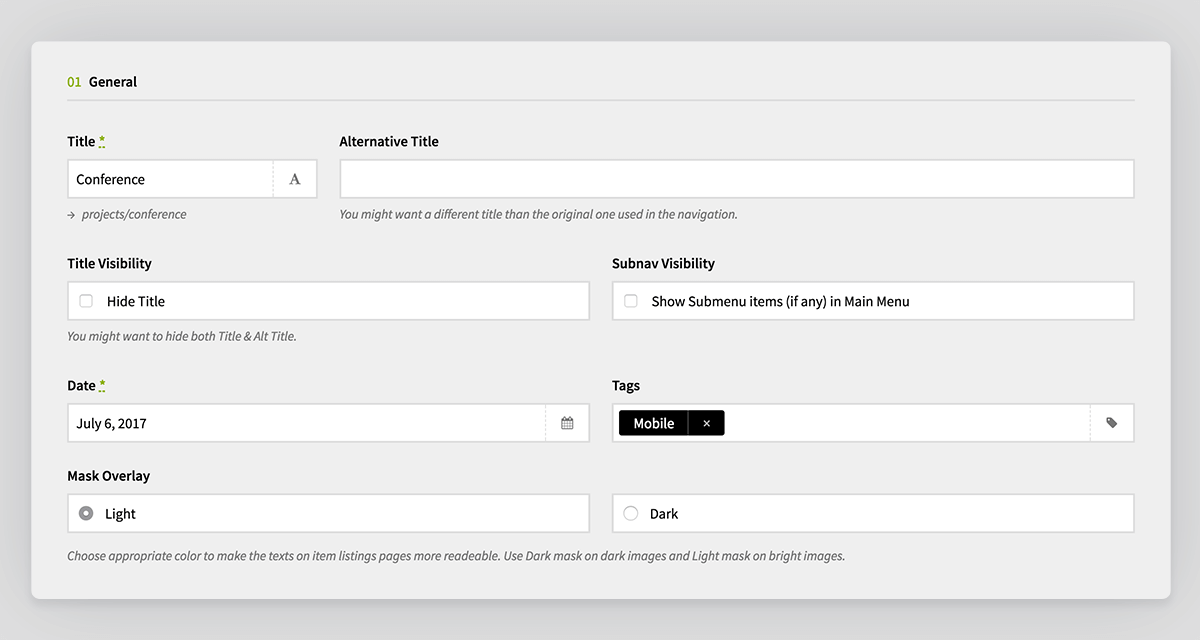 01 General
Title * Alternative Title
Conference A
→ projects/conference You might want a different title than the original one used in the navigation.
Title Visibility Subnav Visibility
Hide Title Show Submenu items (if any) in Main Menu
You might want to hide both Title & Alt Title.
Date * Tags
July 6, 2017 Mobile ×
Mask Overlay
Light Dark
Choose appropriate color to make the texts on item listings pages more readeable. Use Dark mask on dark images and Light mask on bright images.